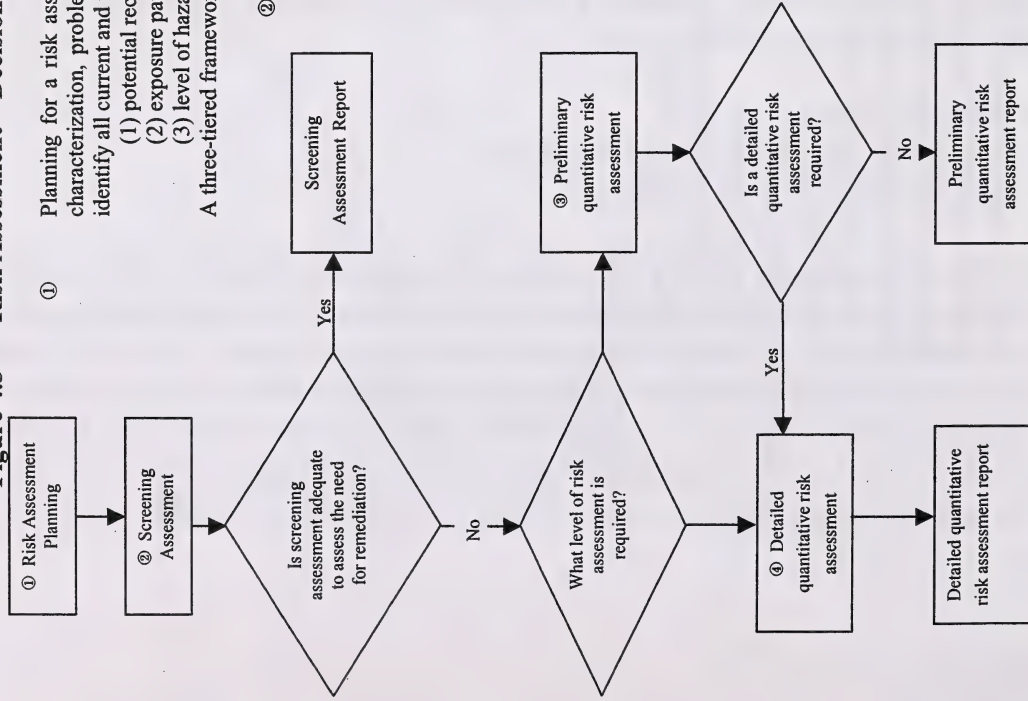 Risk Assessment - Decision
① Risk Assessment
Planning
② Screening
Assessment
Is screening
assessment adequate
to assess the need
for remediation?
Yes
Screening
Assessment Report
No
What level of risk
assessment is
required?
③ Preliminary
quantitative risk
assessment
Is a detailed
quantitative risk
assessment
required?
Yes
No
④ Detailed
quantitative risk
assessment
Detailed quantitative
risk assessment report
Preliminary
quantitative risk
assessment report
①
Planning for a risk ass
characterization, proble
identify all current and
(1) potential rec
(2) exposure pa
(3) level of haza
A three-tiered framewor
②